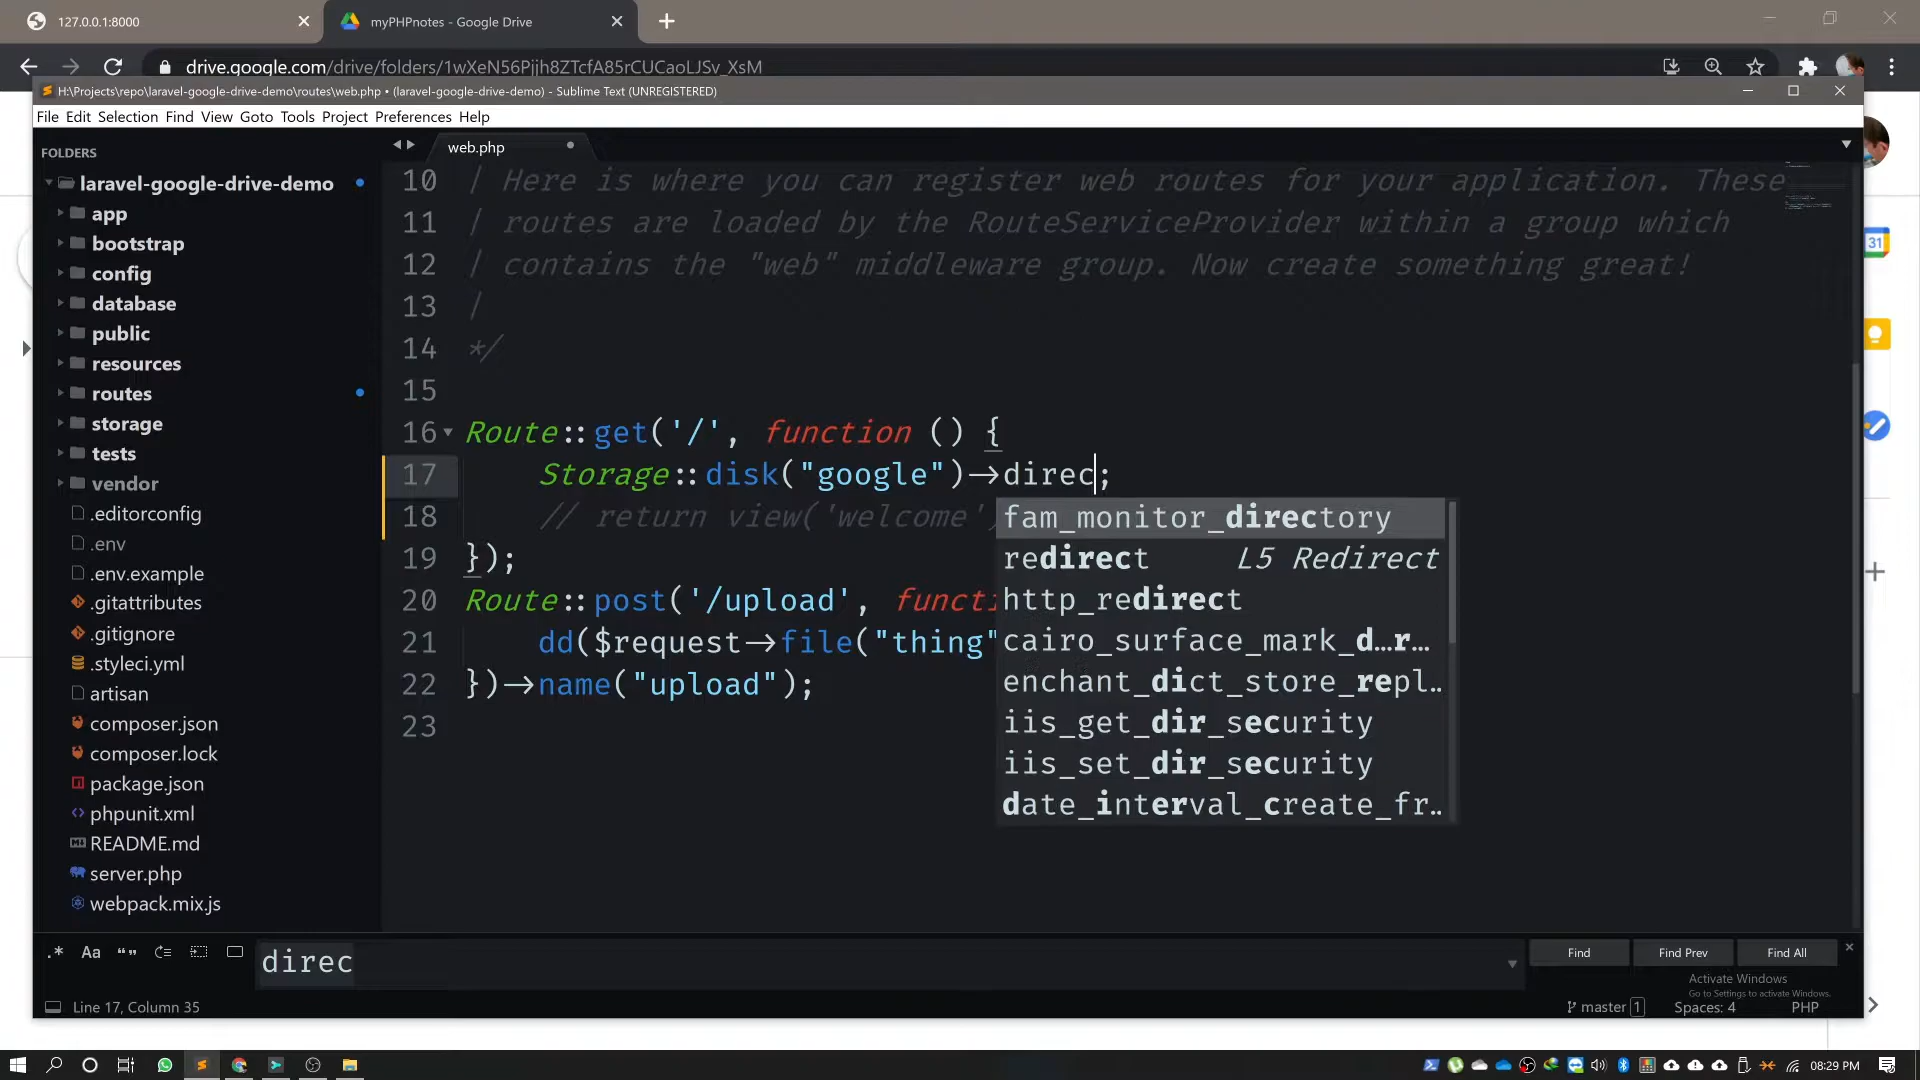 127.0.0.1:8000
myPHPnotes - Google Drive
drive.google.com/drive/folders/1wXeN56Pjjh8ZTcfA85rCUCaoLJSv_XsM
H:\Projects\repo\laravel-google-drive-demo\routes\web.php • (laravel-google-drive-demo) - Sublime Text (UNREGISTERED)
File Edit Selection Find View Goto Tools Project Preferences Help
FOLDERS
laravel-google-drive-demo
app
bootstrap
config
database
public
resources
routes
storage
tests
vendor
.editorconfig
.env
.env.example
.gitattributes
.gitignore
.styleci.yml
artisan
composer.json
composer.lock
package.json
phpunit.xml
README.md
server.php
webpack.mix.js
web.php
10 | Here is where you can register web routes for your application. These
11 | routes are loaded by the RouteServiceProvider within a group which
12 | contains the "web" middleware group. Now create something great!
13 |
14 */
15
16 Route::get('/', function () {
17 Storage::disk("google")->direc;
18 // return view('welcome')
19 });
20 Route::post('/upload', functi
21 dd($request->file("thing"
22 })->name("upload");
23
fam_monitor_directory
redirect L5 Redirect
http_redirect
cairo_surface_mark_d…r…
enchant_dict_store_repl…
iis_get_dir_security
iis_set_dir_security
date_interval_create_fr…
31
.* Aa “” direc Find Find Prev Find All
Activate Windows
Go to Settings to activate Windows.
Line 17, Column 35 master 1 Spaces: 4 PHP
08:29 PM